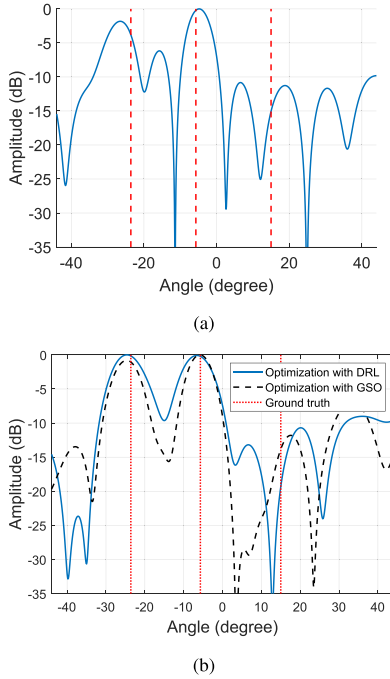 0
-5
-10
-15
-20
-25
-30
-35
Amplitude (dB)
-40 -20 0 20 40
Angle (degree)
(a)
0
-5
-10
-15
-20
-25
-30
-35
Amplitude (dB)
Optimization with DRL
Optimization with GSO
Ground truth
-40 -30 -20 -10 0 10 20 30 40
Angle (degree)
(b)